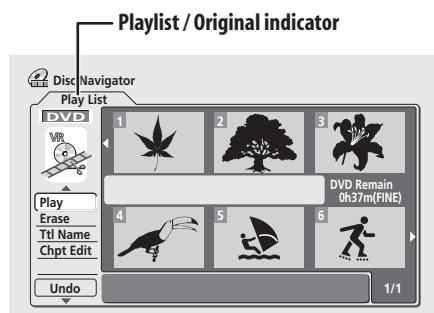 Playlist / Original indicator
Disc Navigator
Play List
DVD
VR
1
2
3
DVD Remain
0h37m(FINE)
Play
Erase
Ttl Name
Chpt Edit
4
5
6
Undo
1/1